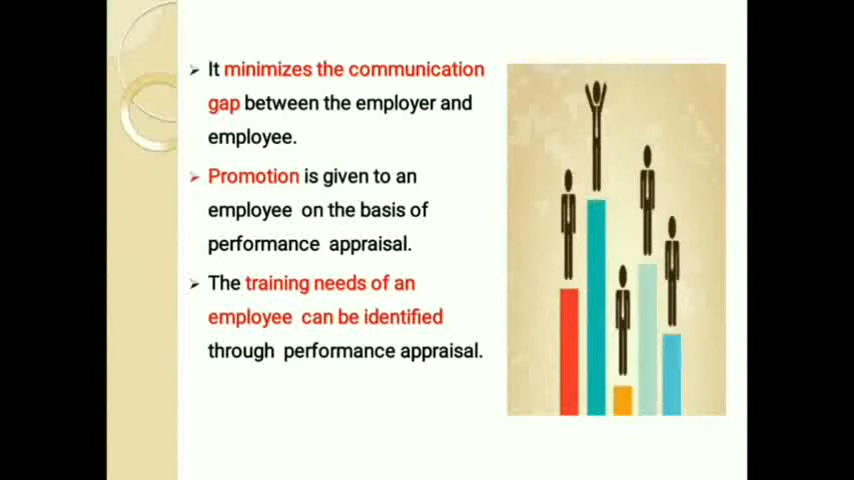 ➢ It minimizes the communication
gap between the employer and
employee.
➢ Promotion is given to an
employee on the basis of
performance appraisal.
➢ The training needs of an
employee can be identified
through performance appraisal.